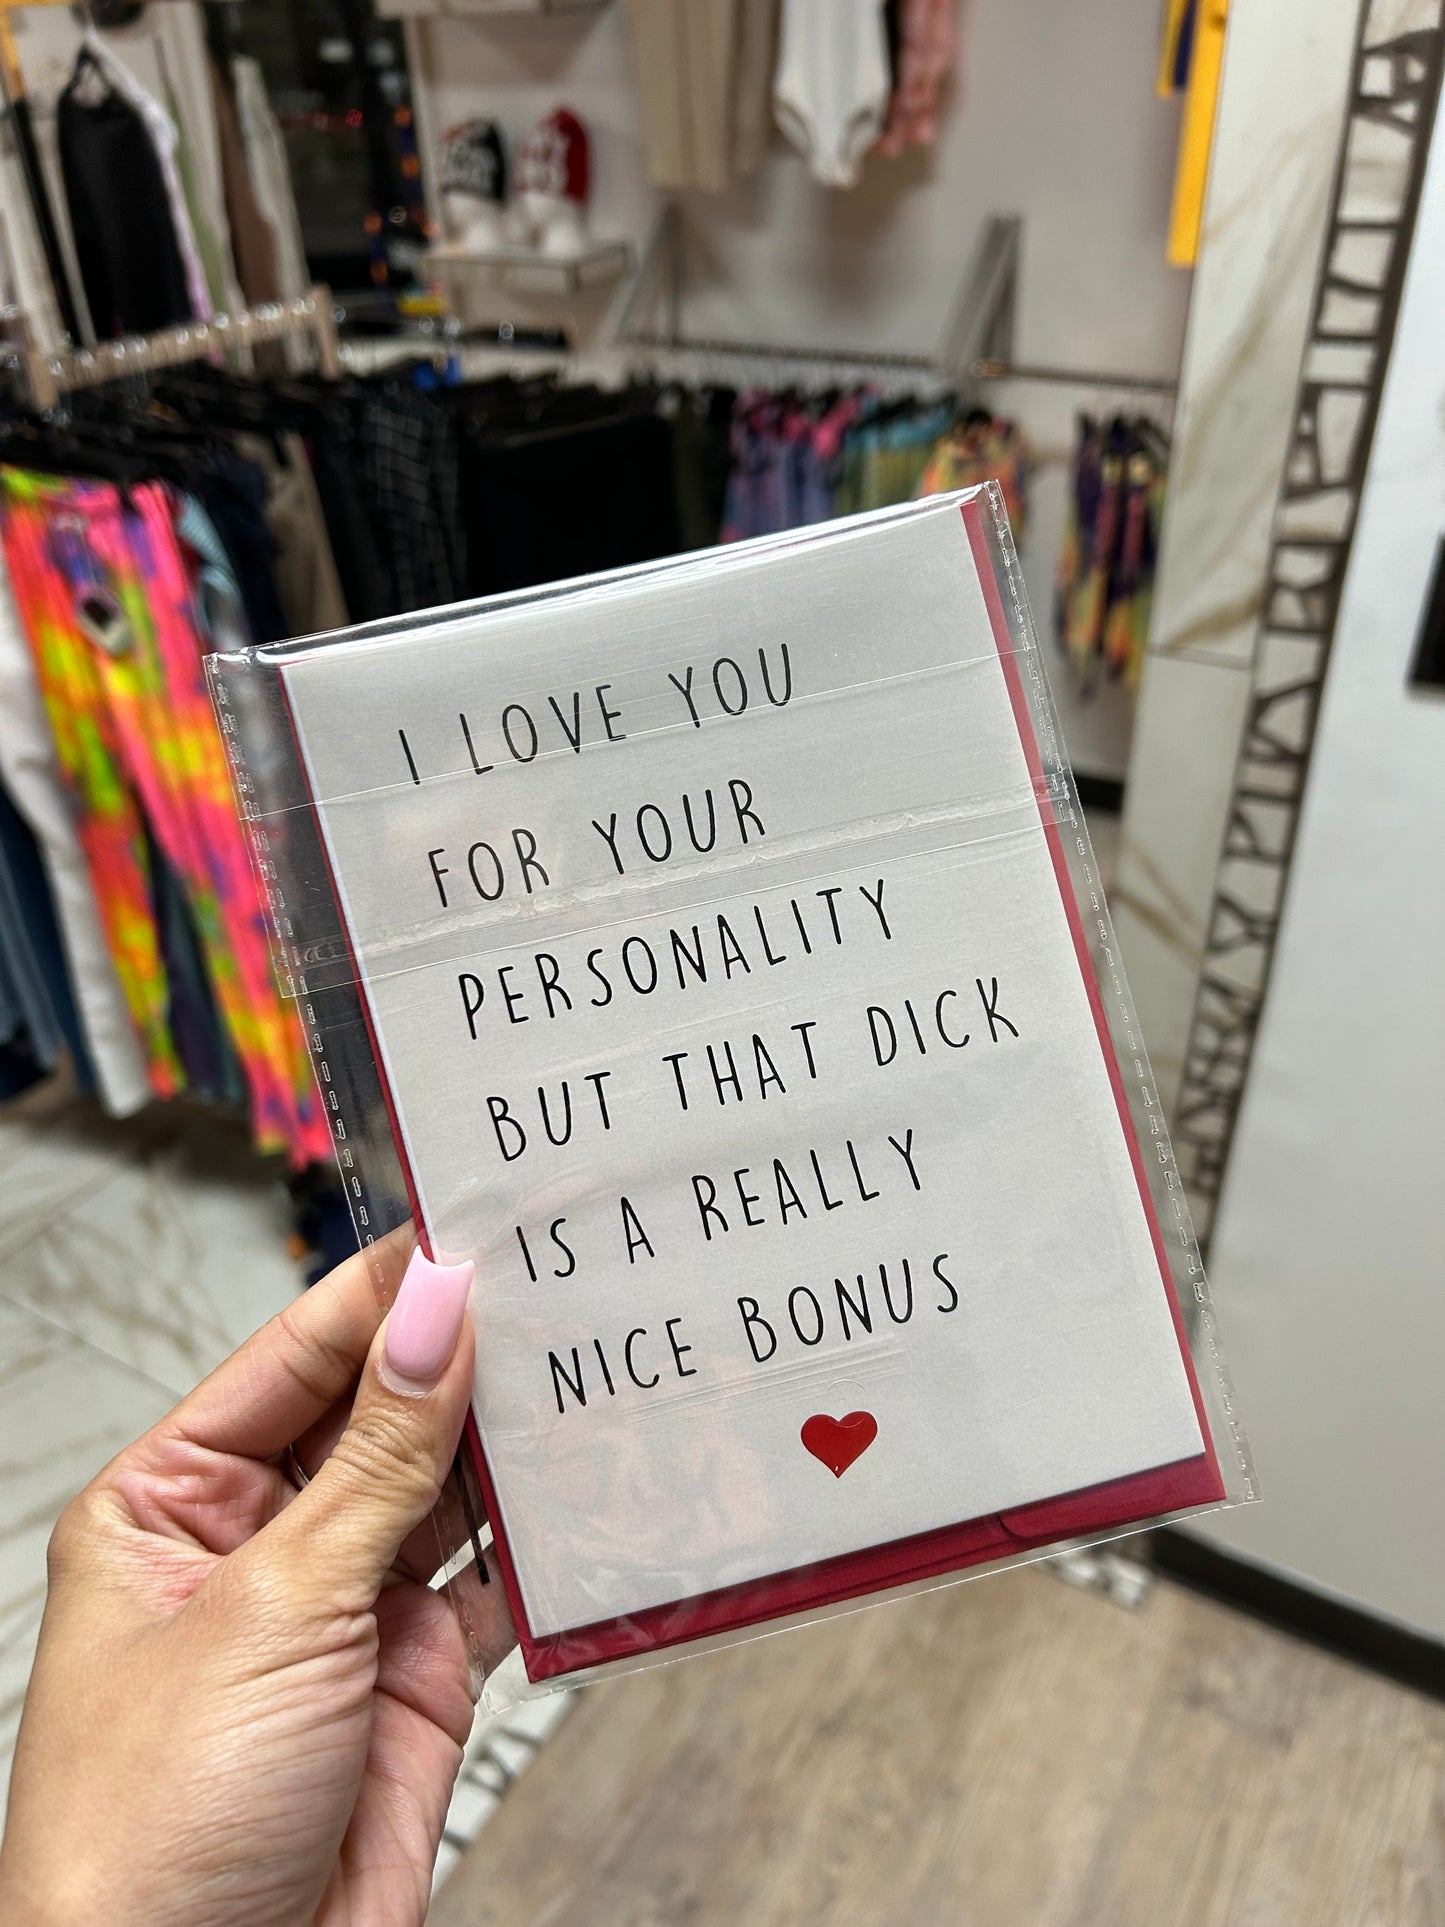 I LOVE YOU
FOR YOUR
PERSONALITY
BUT THAT DICK
IS A REALLY
NICE BONUS